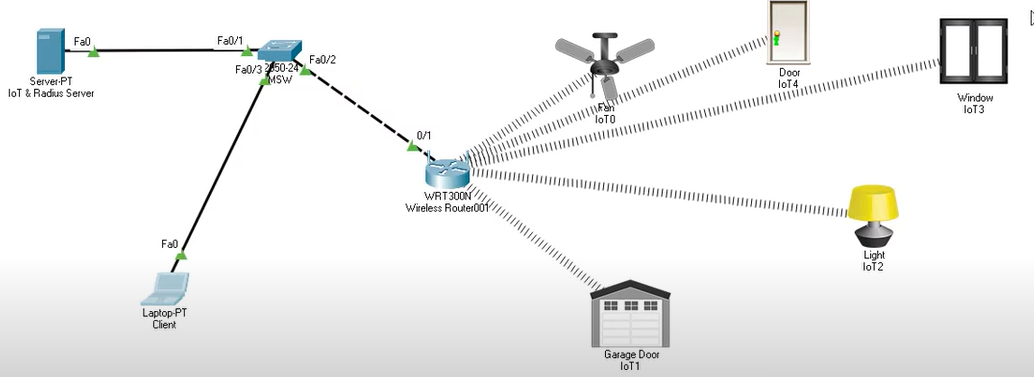 Fa0
Server-PT
IoT & Radius Server
Fa0/1
2950-24
MSW
Fa0/2
Fa0/3
Fa0
Laptop-PT
Client
0/1
WRT300N
Wireless Router001
Fan
IoT0
Door
IoT4
Window
IoT3
Light
IoT2
Garage Door
IoT1